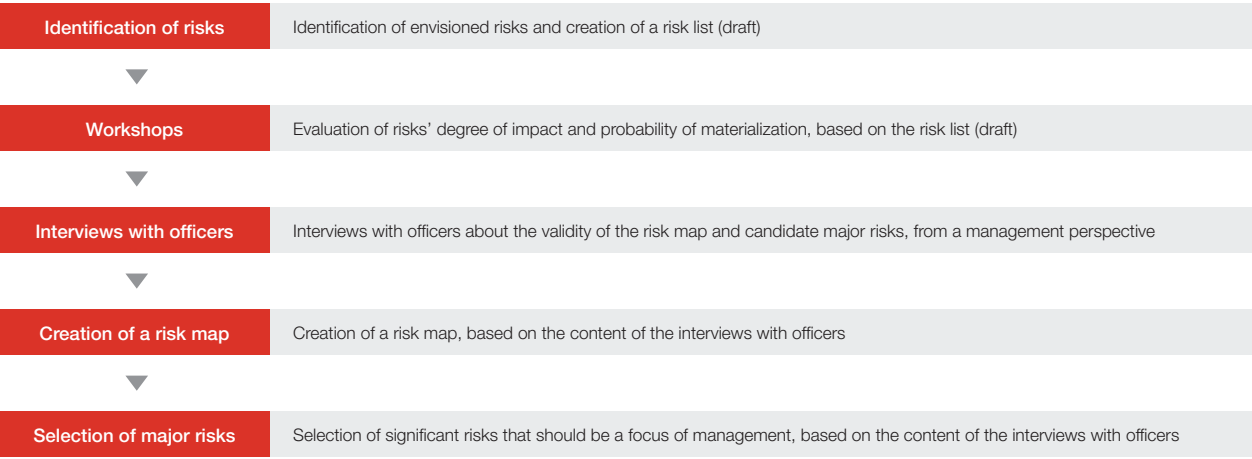 Identification of risks
Identification of envisioned risks and creation of a risk list (draft)
Workshops
Evaluation of risks' degree of impact and probability of materialization, based on the risk list (draft)
Interviews with officers
Interviews with officers about the validity of the risk map and candidate major risks, from a management perspective
Creation of a risk map
Creation of a risk map, based on the content of the interviews with officers
Selection of major risks
Selection of significant risks that should be a focus of management, based on the content of the interviews with officers